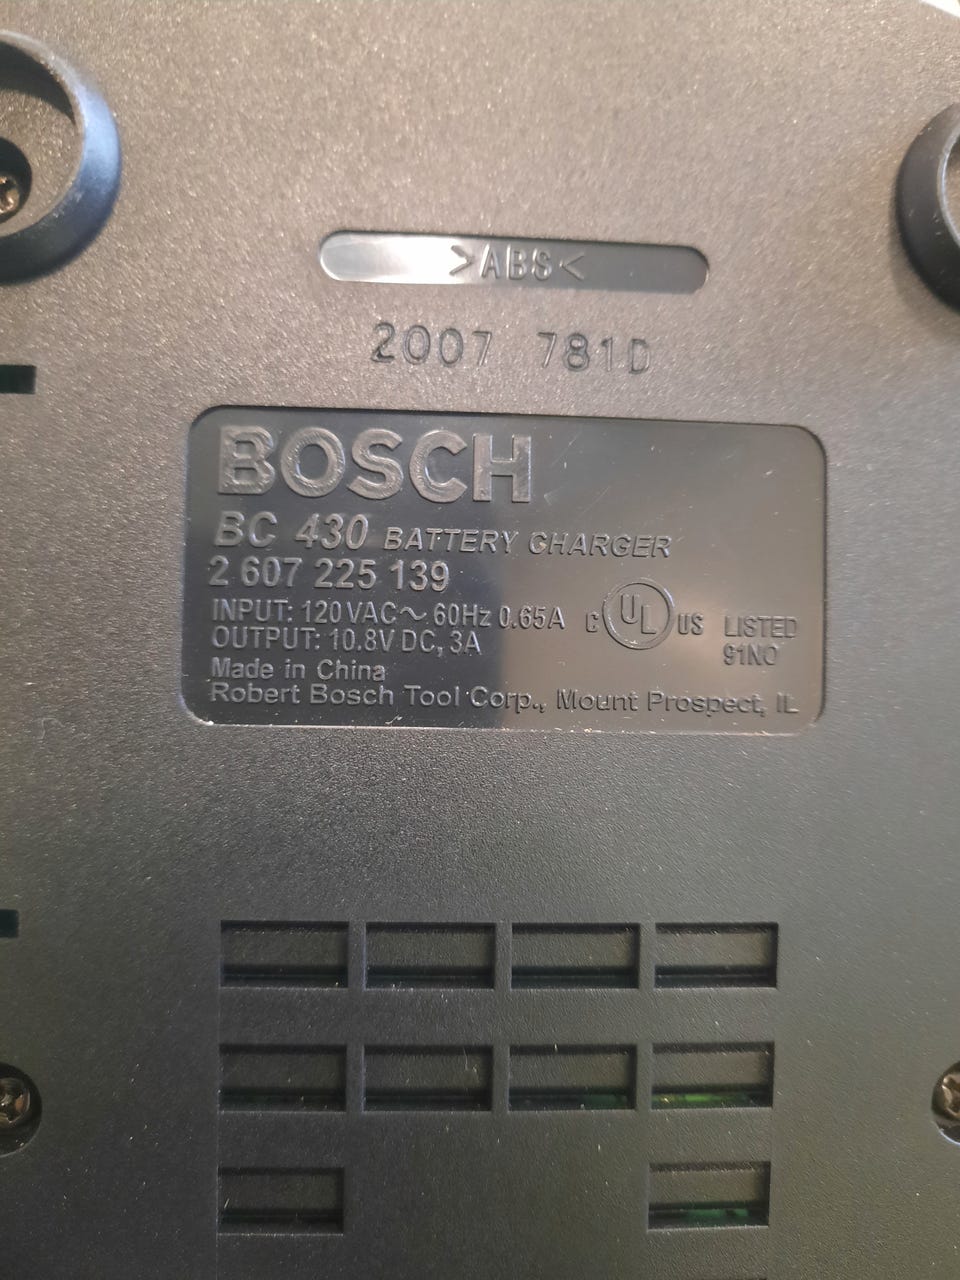 >ABS<
2007 781D
BOSCH
BC 430 BATTERY CHARGER
2 607 225 139
INPUT: 120 VAC~ 60Hz 0.65A
OUTPUT: 10.8V DC, 3A
C UL US LISTED
91NO
Made in China
Robert Bosch Tool Corp., Mount Prospect, IL